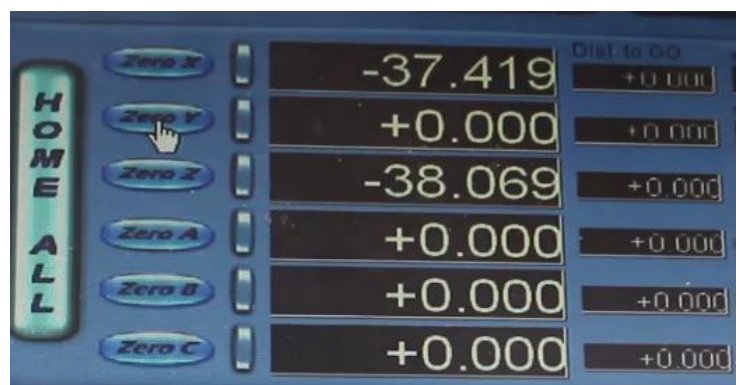 Dist to GO
Zero X -37.419 +0.000
Zero Y +0.000 +0.000
Zero Z -38.069 +0.000
Zero A +0.000 +0.000
Zero B +0.000 +0.000
Zero C +0.000 +0.000
HOME ALL